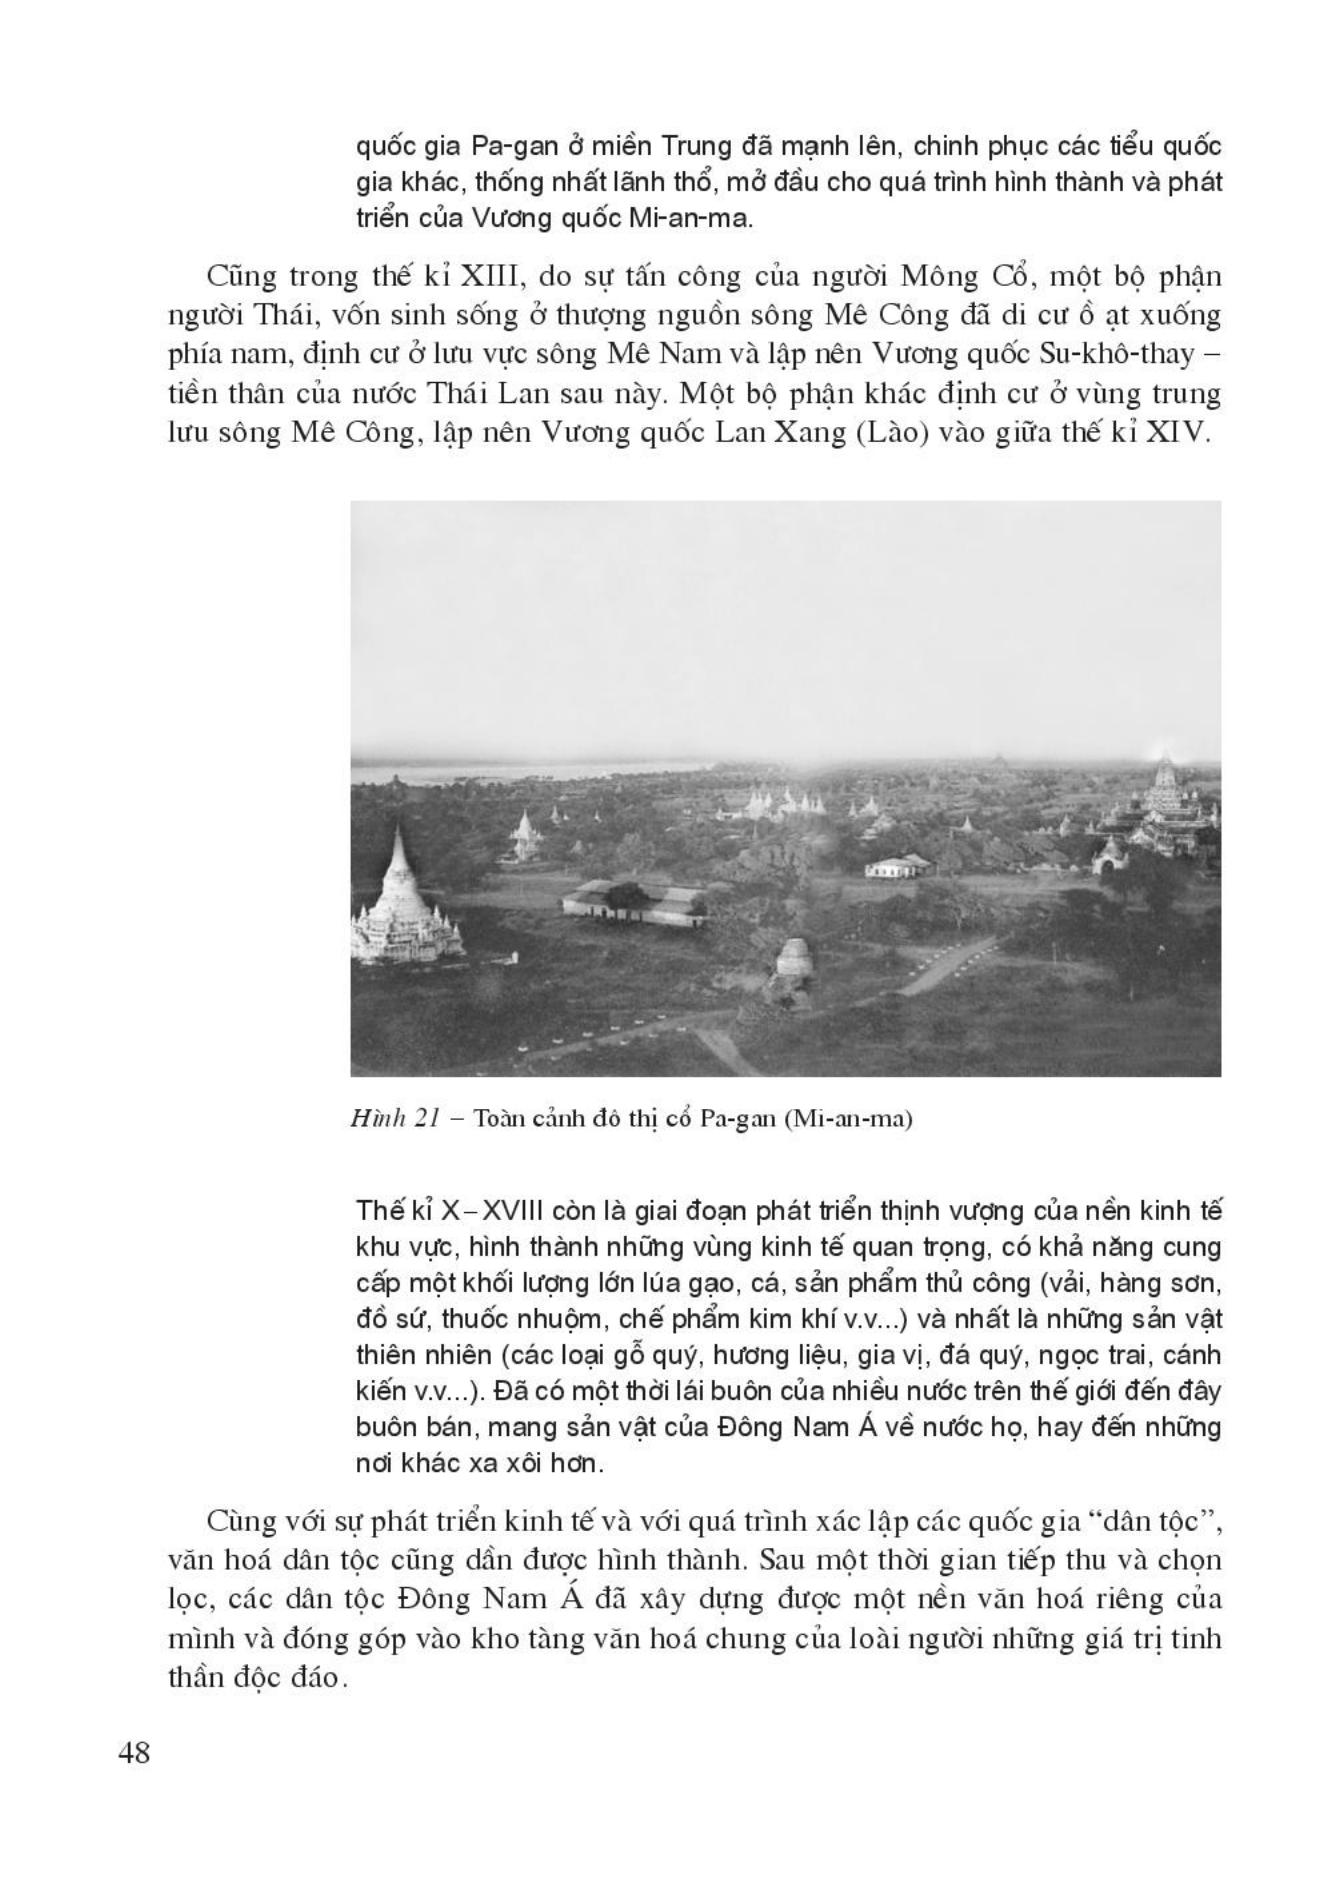 quốc gia Pa-gan ở miền Trung đã mạnh lên, chinh phục các tiểu quốc
gia khác, thống nhất lãnh thổ, mở đầu cho quá trình hình thành và phát
triển của Vương quốc Mi-an-ma.
Cũng trong thế kỉ XIII, do sự tấn công của người Mông Cổ, một bộ phận
người Thái, vốn sinh sống ở thượng nguồn sông Mê Công đã di cư ồ ạt xuống
phía nam, định cư ở lưu vực sông Mê Nam và lập nên Vương quốc Su-khô-thay –
tiền thân của nước Thái Lan sau này. Một bộ phận khác định cư ở vùng trung
lưu sông Mê Công, lập nên Vương quốc Lan Xang (Lào) vào giữa thế kỉ XIV.
Hình 21 – Toàn cảnh đô thị cổ Pa-gan (Mi-an-ma)
Thế kỉ X – XVIII còn là giai đoạn phát triển thịnh vượng của nền kinh tế
khu vực, hình thành những vùng kinh tế quan trọng, có khả năng cung
cấp một khối lượng lớn lúa gạo, cá, sản phẩm thủ công (vải, hàng sơn,
đồ sứ, thuốc nhuộm, chế phẩm kim khí v.v...) và nhất là những sản vật
thiên nhiên (các loại gỗ quý, hương liệu, gia vị, đá quý, ngọc trai, cánh
kiến v.v...). Đã có một thời lái buôn của nhiều nước trên thế giới đến đây
buôn bán, mang sản vật của Đông Nam Á về nước họ, hay đến những
nơi khác xa xôi hơn.
Cùng với sự phát triển kinh tế và với quá trình xác lập các quốc gia “dân tộc”,
văn hoá dân tộc cũng dần được hình thành. Sau một thời gian tiếp thu và chọn
lọc, các dân tộc Đông Nam Á đã xây dựng được một nền văn hoá riêng của
mình và đóng góp vào kho tàng văn hoá chung của loài người những giá trị tinh
thần độc đáo.
48